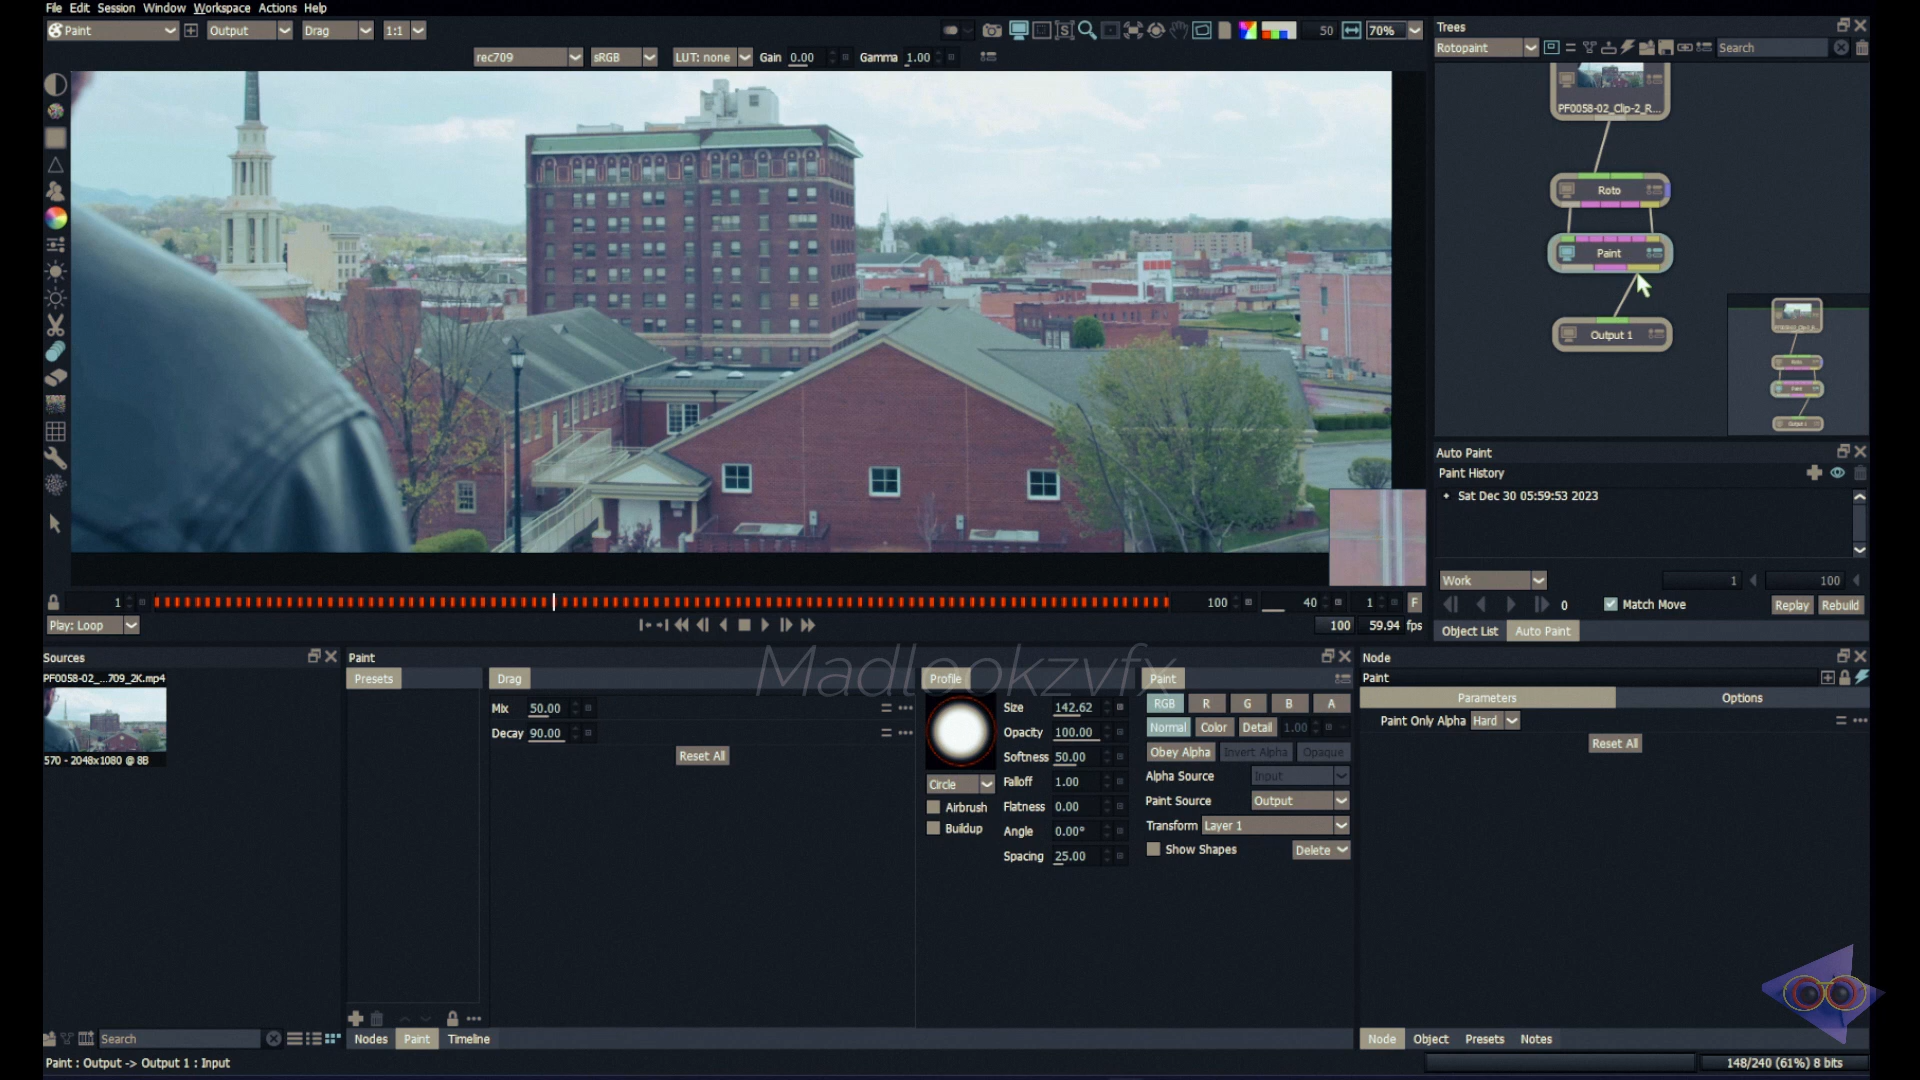 File Edit Session Window Workspace Actions Help
Paint Output Drag 1:1 50 70%
rec709 sRGB LUT: none Gain 0.00 Gamma 1.00
Trees
Rotopaint Search
PF0058-02_Clip-2_R...
Roto
Paint
Output 1
Auto Paint
Paint History
Sat Dec 30 05:59:53 2023
Work 1 100
0 Match Move Replay Rebuild
Object List Auto Paint
1 100 40 1 F
Play: Loop 100 59.94 fps
Sources
PF0058-02_...709_2K.mp4
570 - 2048x1080 @ 8B
Search
Paint
Presets
Drag
Mix 50.00
Decay 90.00
Reset All
Madlookzvfx
Profile
Circle
Airbrush
Buildup
Size 142.62
Opacity 100.00
Softness 50.00
Falloff 1.00
Flatness 0.00
Angle 0.00°
Spacing 25.00
Paint
RGB R G B A
Normal Color Detail 1.00
Obey Alpha Invert Alpha Opaque
Alpha Source Input
Paint Source Output
Transform Layer 1
Show Shapes Delete
Nodes Paint Timeline
Node
Paint
Parameters Options
Paint Only Alpha Hard
Reset All
Node Object Presets Notes
Paint : Output -> Output 1 : Input
148/240 (61%) 8 bits